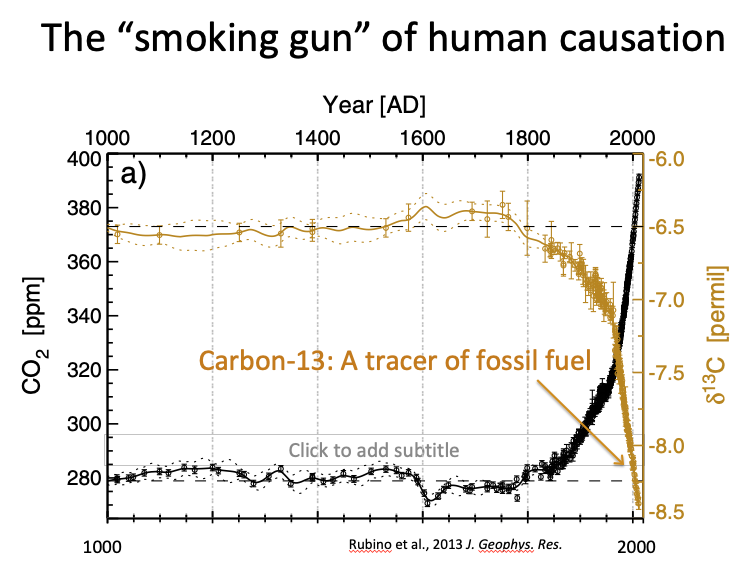 The “smoking gun” of human causation
Year [AD]
1000 1200 1400 1600 1800 2000
a)
400
380
360
340
320
300
280
CO2 [ppm]
-6.0
-6.5
-7.0
-7.5
-8.0
-8.5
δ13C [permil]
Carbon-13: A tracer of fossil fuel
Click to add subtitle
1000 Rubino et al., 2013 J. Geophys. Res. 2000